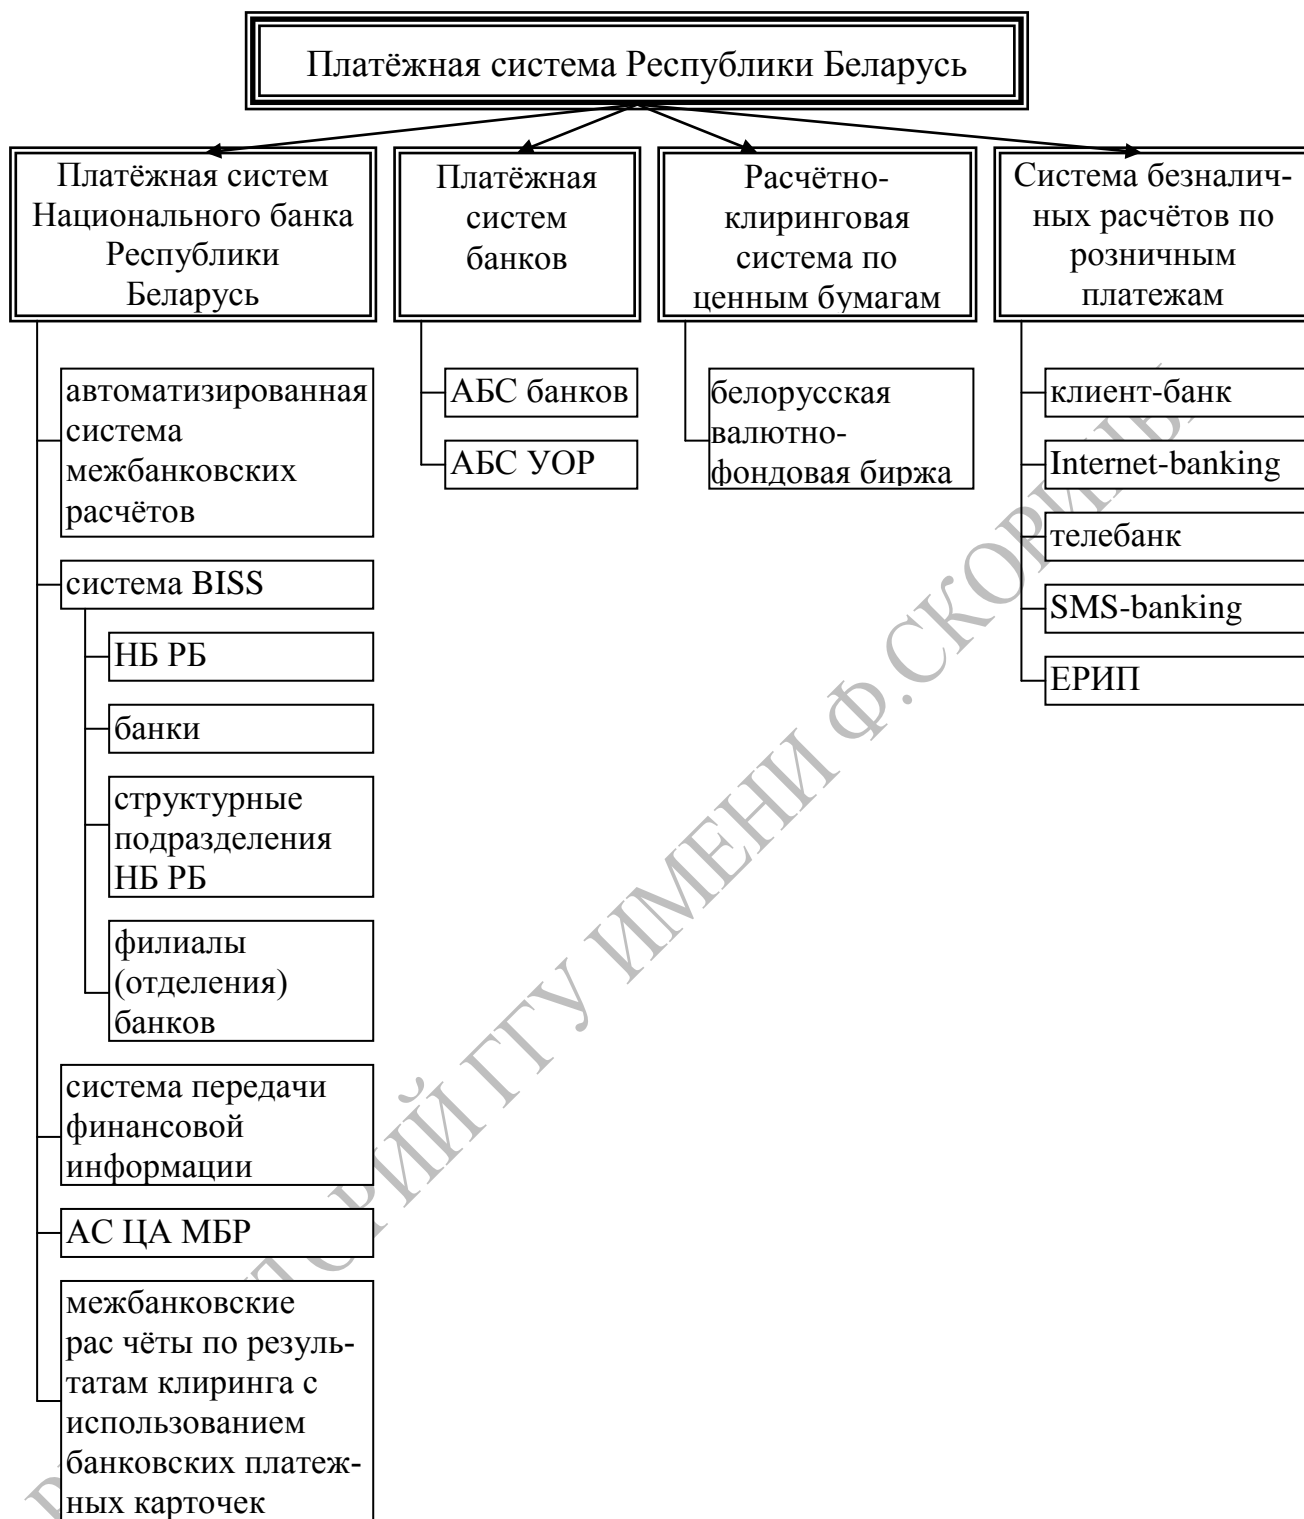 Платёжная система Республики Беларусь
Платёжная систем
Национального банка
Республики
Беларусь
автоматизированная
система
межбанковских
расчётов
система BISS
НБ РБ
банки
структурные
подразделения
НБ РБ
филиалы
(отделения)
банков
система передачи
финансовой
информации
АС ЦА МБР
межбанковские
рас чёты по резуль-
татам клиринга с
использованием
банковских платеж-
ных карточек
Платёжная
систем
банков
АБС банков
АБС УОР
Расчётно-
клиринговая
система по
ценным бумагам
белорусская
валютно-
фондовая биржа
Система безналич-
ных расчётов по
розничным
платежам
клиент-банк
Internet-banking
телебанк
SMS-banking
ЕРИП
ГГУ ИМЕНИ Ф.СКОРИНЫ